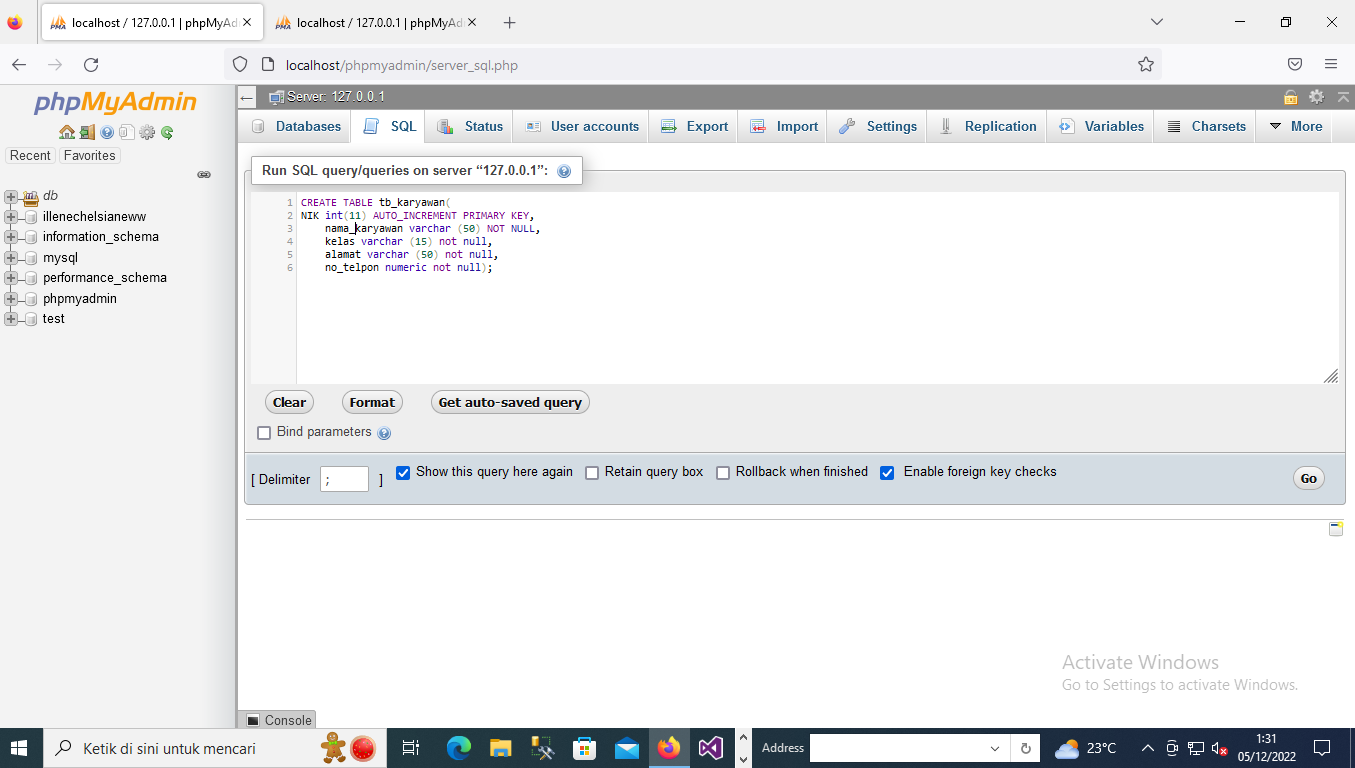 localhost / 127.0.0.1 | phpMyAd
localhost / 127.0.0.1 | phpMyAd
localhost/phpmyadmin/server_sql.php
phpMyAdmin
Recent
Favorites
db
illenechelsianeww
information_schema
mysql
performance_schema
phpmyadmin
test
Server: 127.0.0.1
Databases
SQL
Status
User accounts
Export
Import
Settings
Replication
Variables
Charsets
More
Run SQL query/queries on server “127.0.0.1”:
1 CREATE TABLE tb_karyawan(
2 NIK int(11) AUTO_INCREMENT PRIMARY KEY,
3 nama_karyawan varchar (50) NOT NULL,
4 kelas varchar (15) not null,
5 alamat varchar (50) not null,
6 no_telpon numeric not null);
Clear
Format
Get auto-saved query
Bind parameters
[ Delimiter ; ]
Show this query here again
Retain query box
Rollback when finished
Enable foreign key checks
Go
Activate Windows
Go to Settings to activate Windows.
Console
Ketik di sini untuk mencari
Address
23°C
1:31
05/12/2022